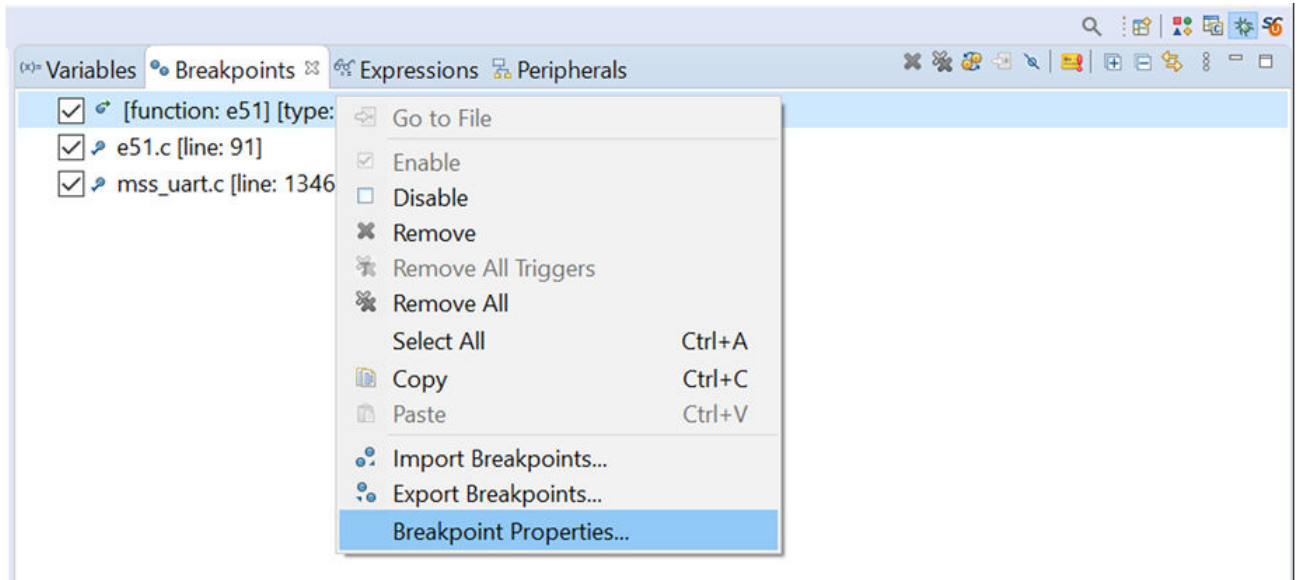 (x)= Variables Breakpoints Expressions Peripherals
[function: e51] [type:
e51.c [line: 91]
mss_uart.c [line: 1346
Go to File
Enable
Disable
Remove
Remove All Triggers
Remove All
Select All Ctrl+A
Copy Ctrl+C
Paste Ctrl+V
Import Breakpoints...
Export Breakpoints...
Breakpoint Properties...